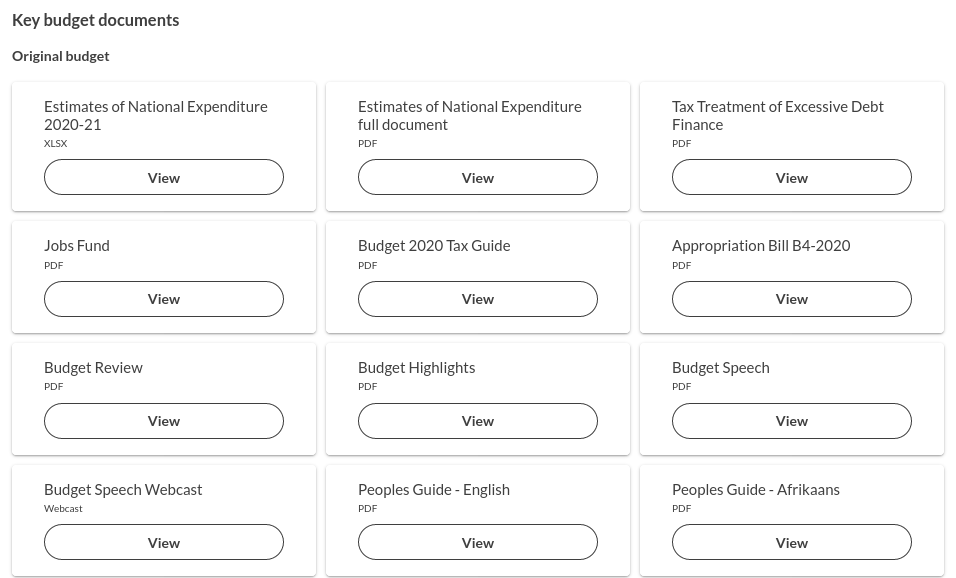 Key budget documents
Original budget
Estimates of National Expenditure
2020-21
XLSX
View
Estimates of National Expenditure
full document
PDF
View
Tax Treatment of Excessive Debt
Finance
PDF
View
Jobs Fund
PDF
View
Budget 2020 Tax Guide
PDF
View
Appropriation Bill B4-2020
PDF
View
Budget Review
PDF
View
Budget Highlights
PDF
View
Budget Speech
PDF
View
Budget Speech Webcast
Webcast
View
Peoples Guide - English
PDF
View
Peoples Guide - Afrikaans
PDF
View